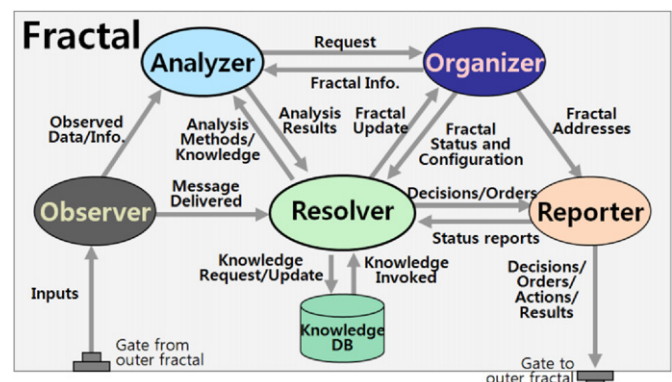 Fractal
Analyzer
Request
Organizer
Fractal Info.
Observed
Data/Info.
Analysis
Methods/
Knowledge
Analysis
Results
Fractal
Update
Fractal
Status and
Configuration
Fractal
Addresses
Observer
Message
Delivered
Resolver
Decisions/Orders
Reporter
Status reports
Inputs
Knowledge
Request/Update
Knowledge
Invoked
Decisions/
Orders/
Actions/
Results
Knowledge
DB
Gate from
outer fractal
Gate to
outer fractal